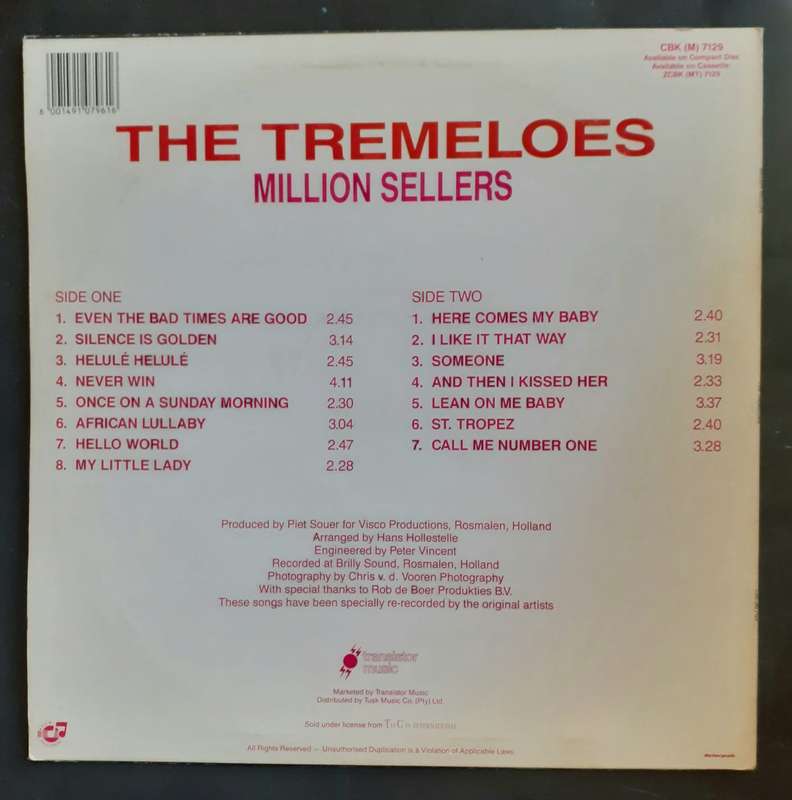 CBK (M) 7129
Available on Compact Disc
Available on Cassette:
ZCBK (MT) 7129
6 001491 079616
THE TREMELOES
MILLION SELLERS
SIDE ONE
1. EVEN THE BAD TIMES ARE GOOD 2.45
2. SILENCE IS GOLDEN 3.14
3. HELULÉ HELULÉ 2.45
4. NEVER WIN 4.11
5. ONCE ON A SUNDAY MORNING 2.30
6. AFRICAN LULLABY 3.04
7. HELLO WORLD 2.47
8. MY LITTLE LADY 2.28
SIDE TWO
1. HERE COMES MY BABY 2.40
2. I LIKE IT THAT WAY 2.31
3. SOMEONE 3.19
4. AND THEN I KISSED HER 2.33
5. LEAN ON ME BABY 3.37
6. ST. TROPEZ 2.40
7. CALL ME NUMBER ONE 3.28
Produced by Piet Souer for Visco Productions, Rosmalen, Holland
Arranged by Hans Hollestelle
Engineered by Peter Vincent
Recorded at Brilly Sound, Rosmalen, Holland
Photography by Chris v. d. Vooren Photography
With special thanks to Rob de Boer Produkties B.V.
These songs have been specially re-recorded by the original artists
transistor
music
Marketed by Transistor Music
Distributed by Tusk Music Co. (Pty) Ltd
Sold under license from
All Rights Reserved – Unauthorised Duplication is a Violation of Applicable Laws